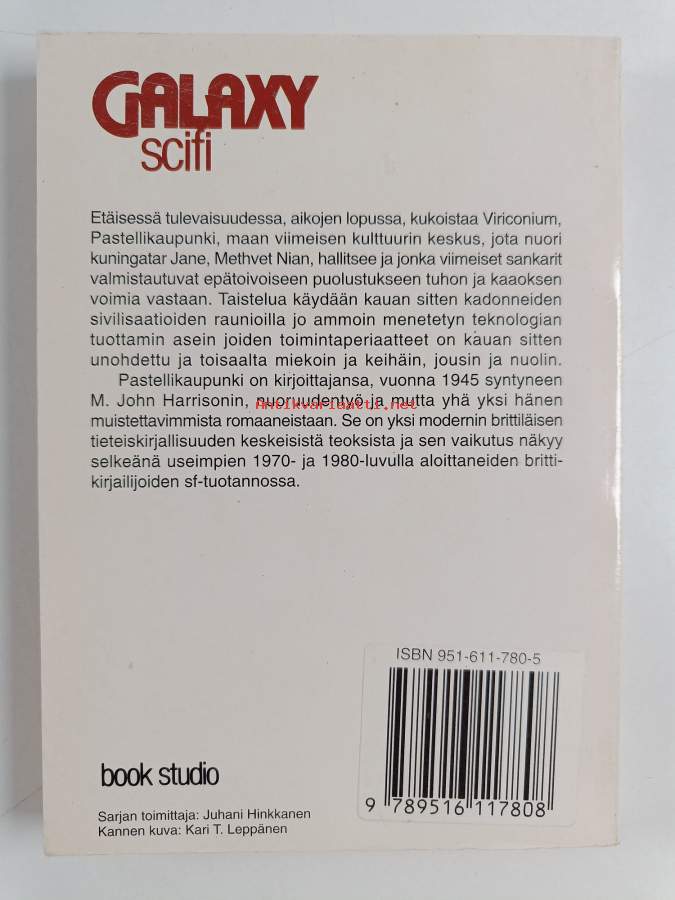 GALAXY
scifi
Etäisessä tulevaisuudessa, aikojen lopussa, kukoistaa Viriconium,
Pastellikaupunki, maan viimeisen kulttuurin keskus, jota nuori
kuningatar Jane, Methvet Nian, hallitsee ja jonka viimeiset sankarit
valmistautuvat epätoivoiseen puolustukseen tuhon ja kaaoksen
voimia vastaan. Taistelua käydään kauan sitten kadonneiden
sivilisaatioiden raunioilla jo ammoin menetetyn teknologian
tuottamin asein joiden toimintaperiaatteet on kauan sitten
unohdettu ja toisaalta miekoin ja keihäin, jousin ja nuolin.
Pastellikaupunki on kirjoittajansa, vuonna 1945 syntyneen
M. John Harrisonin, nuoruudentyö ja mutta yhä yksi hänen
antikvariaatti.net
muistettavimmista romaaneistaan. Se on yksi modernin brittiläisen
tieteiskirjallisuuden keskeisistä teoksista ja sen vaikutus näkyy
selkeänä useimpien 1970- ja 1980-luvulla aloittaneiden britti-
kirjailijoiden sf-tuotannossa.
ISBN 951-611-780-5
9 789516 117808
book studio
Sarjan toimittaja: Juhani Hinkkanen
Kannen kuva: Kari T. Leppänen